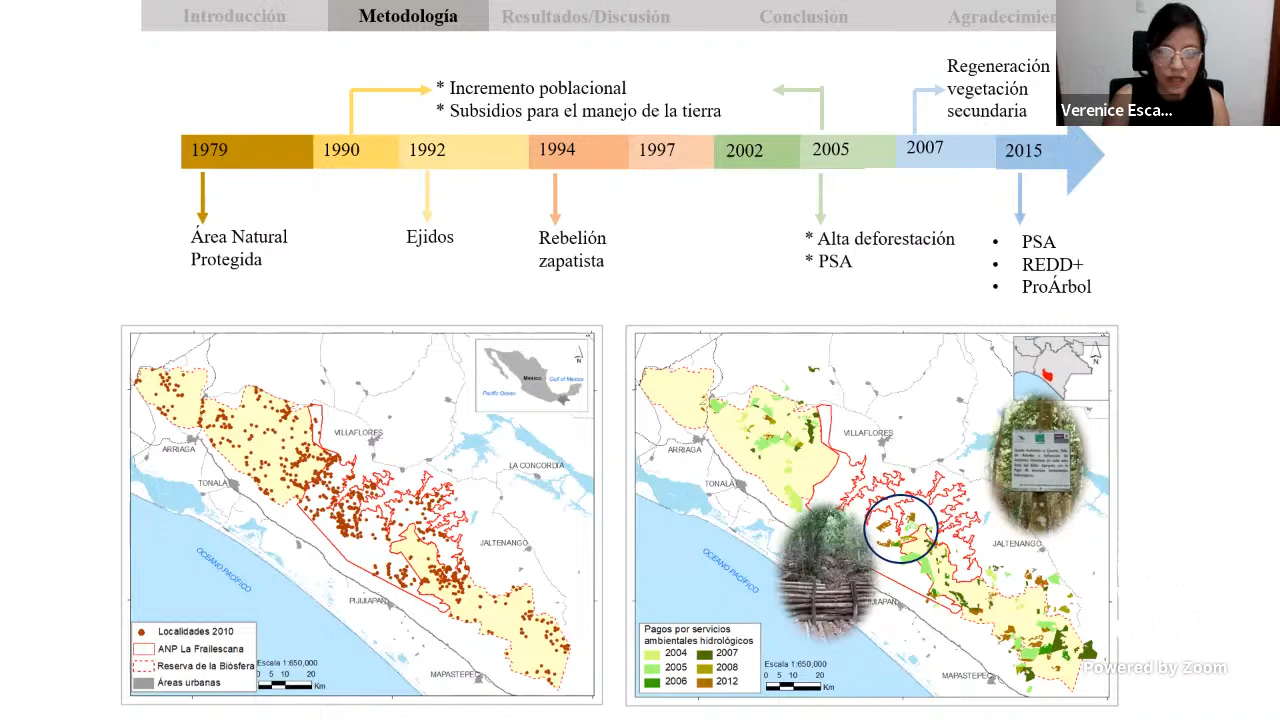 Introducción
Metodología
Resultados/Discusión
Conclusión
Verenice Esca...
* Incremento poblacional
* Subsidios para el manejo de la tierra
Regeneración
vegetación
secundaria
1979
1990
1992
1994
1997
2002
2005
2007
2015
Área Natural
Protegida
Ejidos
Rebelión
zapatista
* Alta deforestación
* PSA
• PSA
• REDD+
• ProÁrbol
N
México
Gulf of Mexico
Pacific Ocean
VILLAFLORES
ARRIAGA
LA CONCORDIA
TONALÁ
JALTENANGO
OCEANO PACÍFICO
PIJIJIAPAN
MAPASTEPEC
Localidades 2010
ANP La Frailescana
Reserva de la Biósfera
Áreas urbanas
Escala 1:650,000
0 5 10 20
Km
N
VILLAFLORES
ARRIAGA
TONALÁ
JALTENANGO
OCEANO PACÍFICO
MAPASTEPEC
Pagos por servicios
ambientales hidrológicos
2004 2007
2005 2008
2006 2012
Escala 1:650,000
0 5 10 20
Km
Powered by Zoom